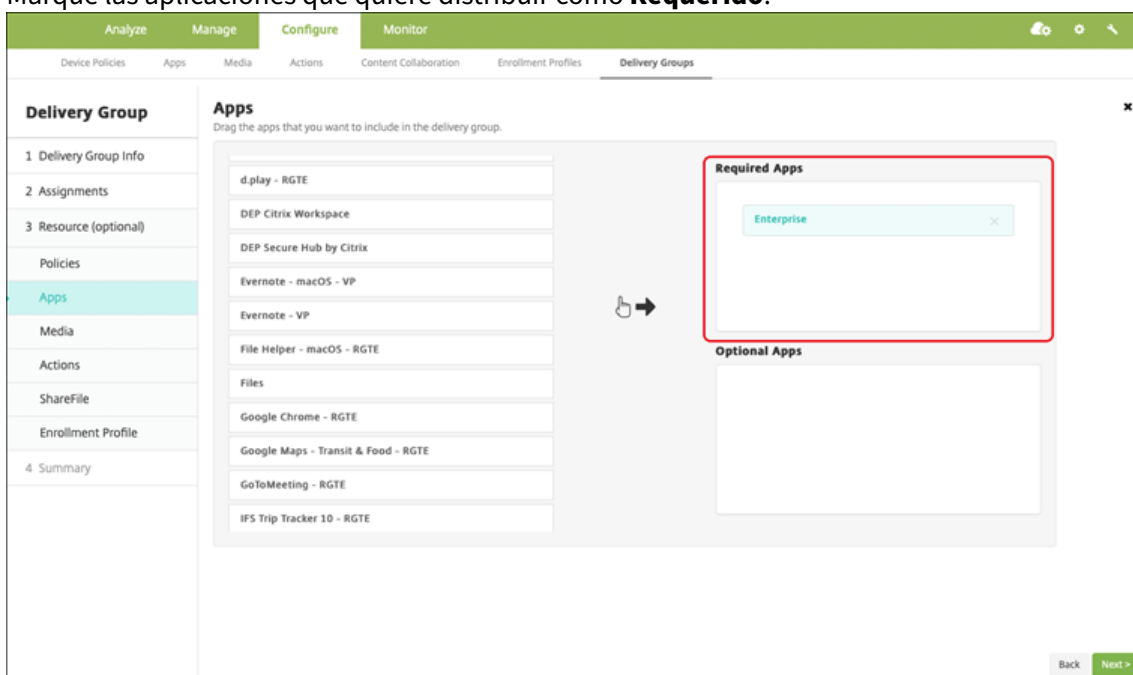 Marque las aplicaciones que quiere distribuir como Requerido.
Analyze Manage Configure Monitor
Device Policies Apps Media Actions Content Collaboration Enrollment Profiles Delivery Groups
Delivery Group
1 Delivery Group Info
2 Assignments
3 Resource (optional)
Policies
Apps
Media
Actions
ShareFile
Enrollment Profile
4 Summary
Apps
Drag the apps that you want to include in the delivery group.
d.play - RGTE
DEP Citrix Workspace
DEP Secure Hub by Citrix
Evernote - macOS - VP
Evernote - VP
File Helper - macOS - RGTE
Files
Google Chrome - RGTE
Google Maps - Transit & Food - RGTE
GoToMeeting - RGTE
IFS Trip Tracker 10 - RGTE
Required Apps
Enterprise
Optional Apps
Back Next >